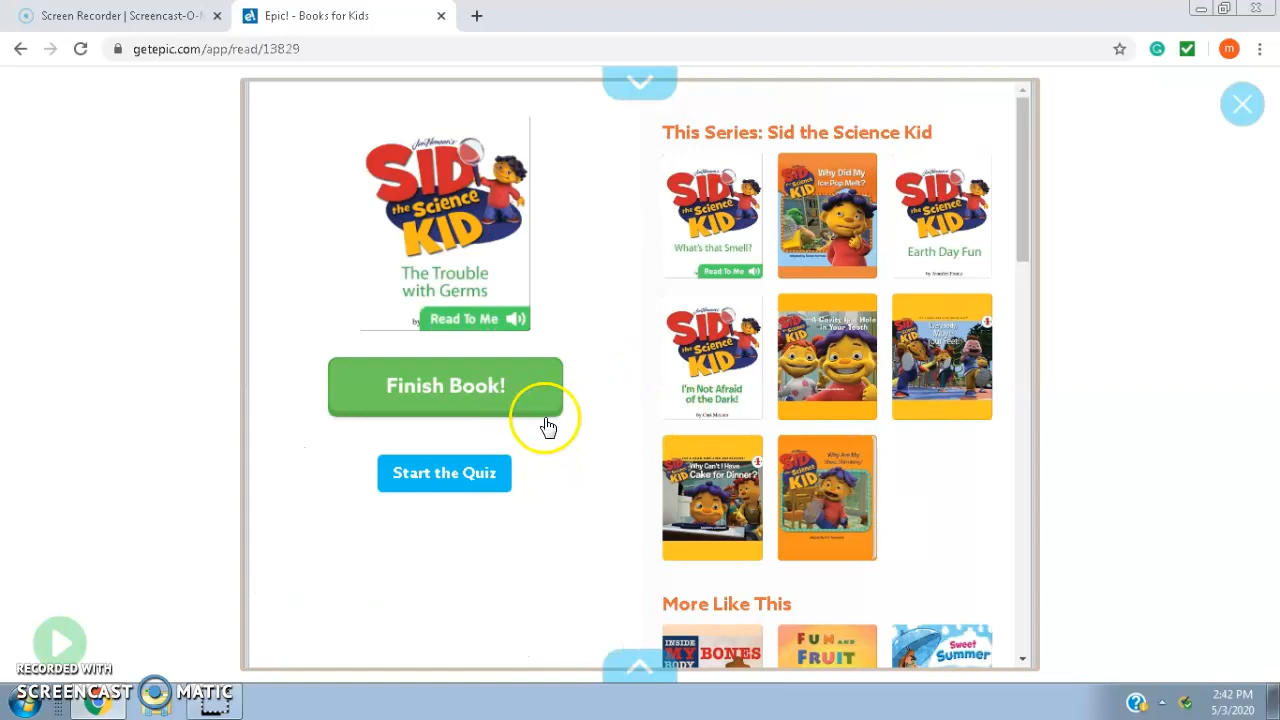 Screen Recorder | Screencast-O-M
Epic! - Books for Kids
getepic.com/app/read/13829
m
SID
the Science
KID
The Trouble
with Germs
by
Read To Me
Finish Book!
Start the Quiz
This Series: Sid the Science Kid
SID
the Science
KID
What's that Smell?
Read To Me
Why Did My
Ice Pop Melt?
SID
the Science
KID
Earth Day Fun
SID
the Science
KID
I'm Not Afraid
of the Dark!
A Cavity Is a Hole
in Your Tooth
Everybody
Move
Your Feet!
Why Can't I Have
Cake for Dinner?
Why Are My
Shoes Shrinking?
More Like This
INSIDE
MY
BODY
BONES
FUN AND
FRUIT
Sweet
Summer
RECORDED WITH
SCREENCAST MATIC
2:42 PM
5/3/2020